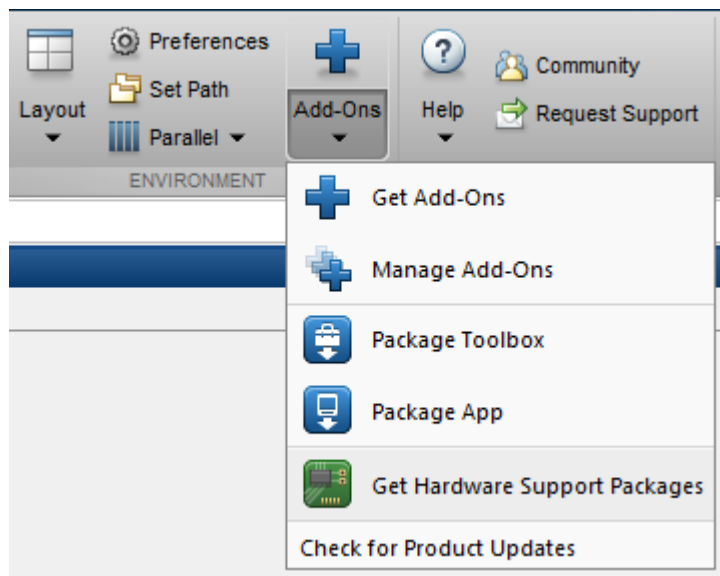 Layout
Preferences
Set Path
Parallel
Add-Ons
Help
Community
Request Support
ENVIRONMENT
Get Add-Ons
Manage Add-Ons
Package Toolbox
Package App
Get Hardware Support Packages
Check for Product Updates